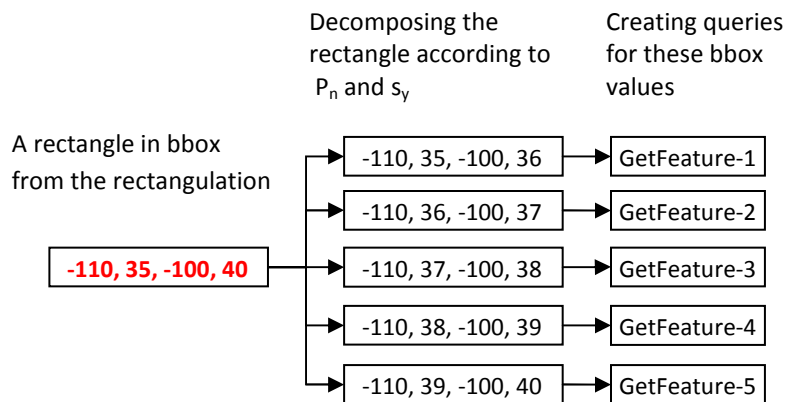 Decomposing the
rectangle according to
Pn and sy
Creating queries
for these bbox
values
A rectangle in bbox
from the rectangulation
-110, 35, -100, 40
-110, 35, -100, 36
GetFeature-1
-110, 36, -100, 37
GetFeature-2
-110, 37, -100, 38
GetFeature-3
-110, 38, -100, 39
GetFeature-4
-110, 39, -100, 40
GetFeature-5